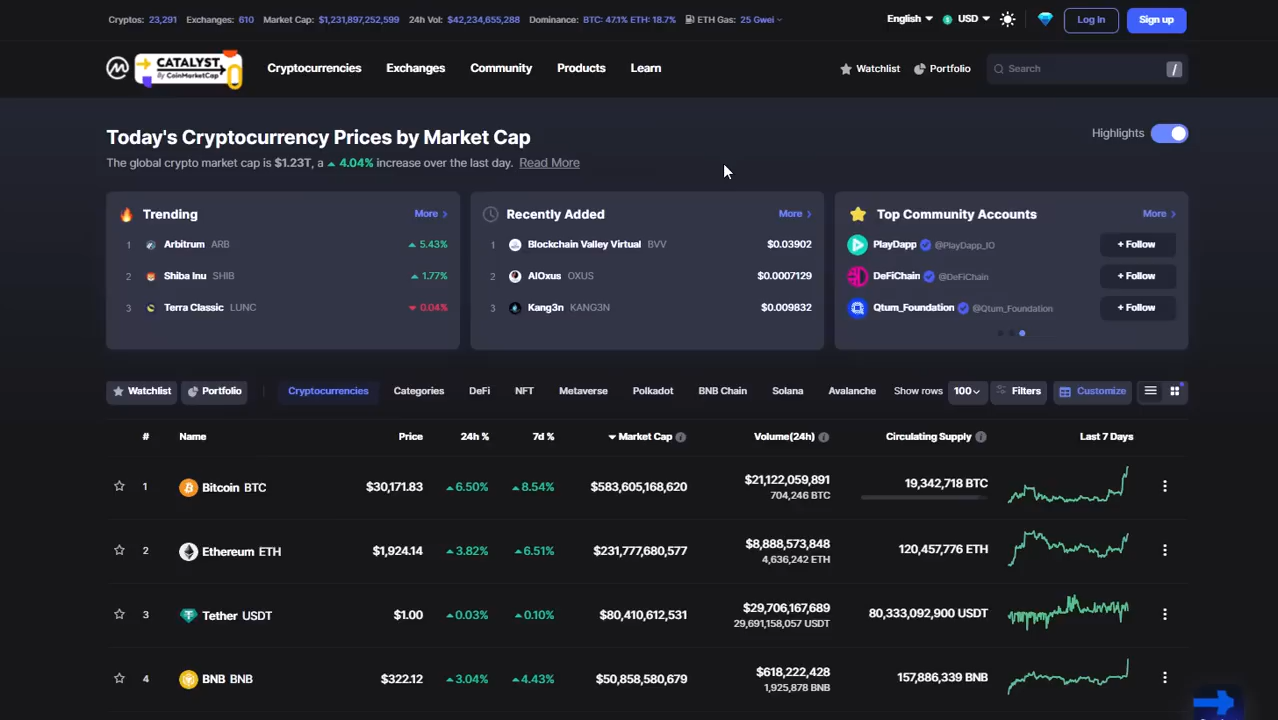 Cryptos: 23,291 Exchanges: 610 Market Cap: $1,231,897,252,599 24h Vol: $42,234,655,288 Dominance: BTC: 47.1% ETH: 18.7% ETH Gas: 25 Gwei English USD Log In Sign up
CATALYST
By CoinMarketCap
Cryptocurrencies Exchanges Community Products Learn Watchlist Portfolio Search /
Today's Cryptocurrency Prices by Market Cap
Highlights
The global crypto market cap is $1.23T, a 4.04% increase over the last day. Read More
Trending More
1 Arbitrum ARB 5.43%
2 Shiba Inu SHIB 1.77%
3 Terra Classic LUNC 0.04%
Recently Added More
1 Blockchain Valley Virtual BVV $0.03902
2 AIOxus OXUS $0.0007129
3 Kang3n KANG3N $0.009832
Top Community Accounts More
PlayDapp @PlayDapp_IO + Follow
DeFiChain @DeFiChain + Follow
Qtum_Foundation @Qtum_Foundation + Follow
Watchlist Portfolio Cryptocurrencies Categories DeFi NFT Metaverse Polkadot BNB Chain Solana Avalanche Show rows 100 Filters Customize
# Name Price 24h % 7d % Market Cap Volume(24h) Circulating Supply Last 7 Days
1 Bitcoin BTC $30,171.83 6.50% 8.54% $583,605,168,620 $21,122,059,891 19,342,718 BTC
704,246 BTC
2 Ethereum ETH $1,924.14 3.82% 6.51% $231,777,680,577 $8,888,573,848 120,457,776 ETH
4,636,242 ETH
3 Tether USDT $1.00 0.03% 0.10% $80,410,612,531 $29,706,167,689 80,333,092,900 USDT
29,691,158,057 USDT
4 BNB BNB $322.12 3.04% 4.43% $50,858,580,679 $618,222,428 157,886,339 BNB
1,925,878 BNB